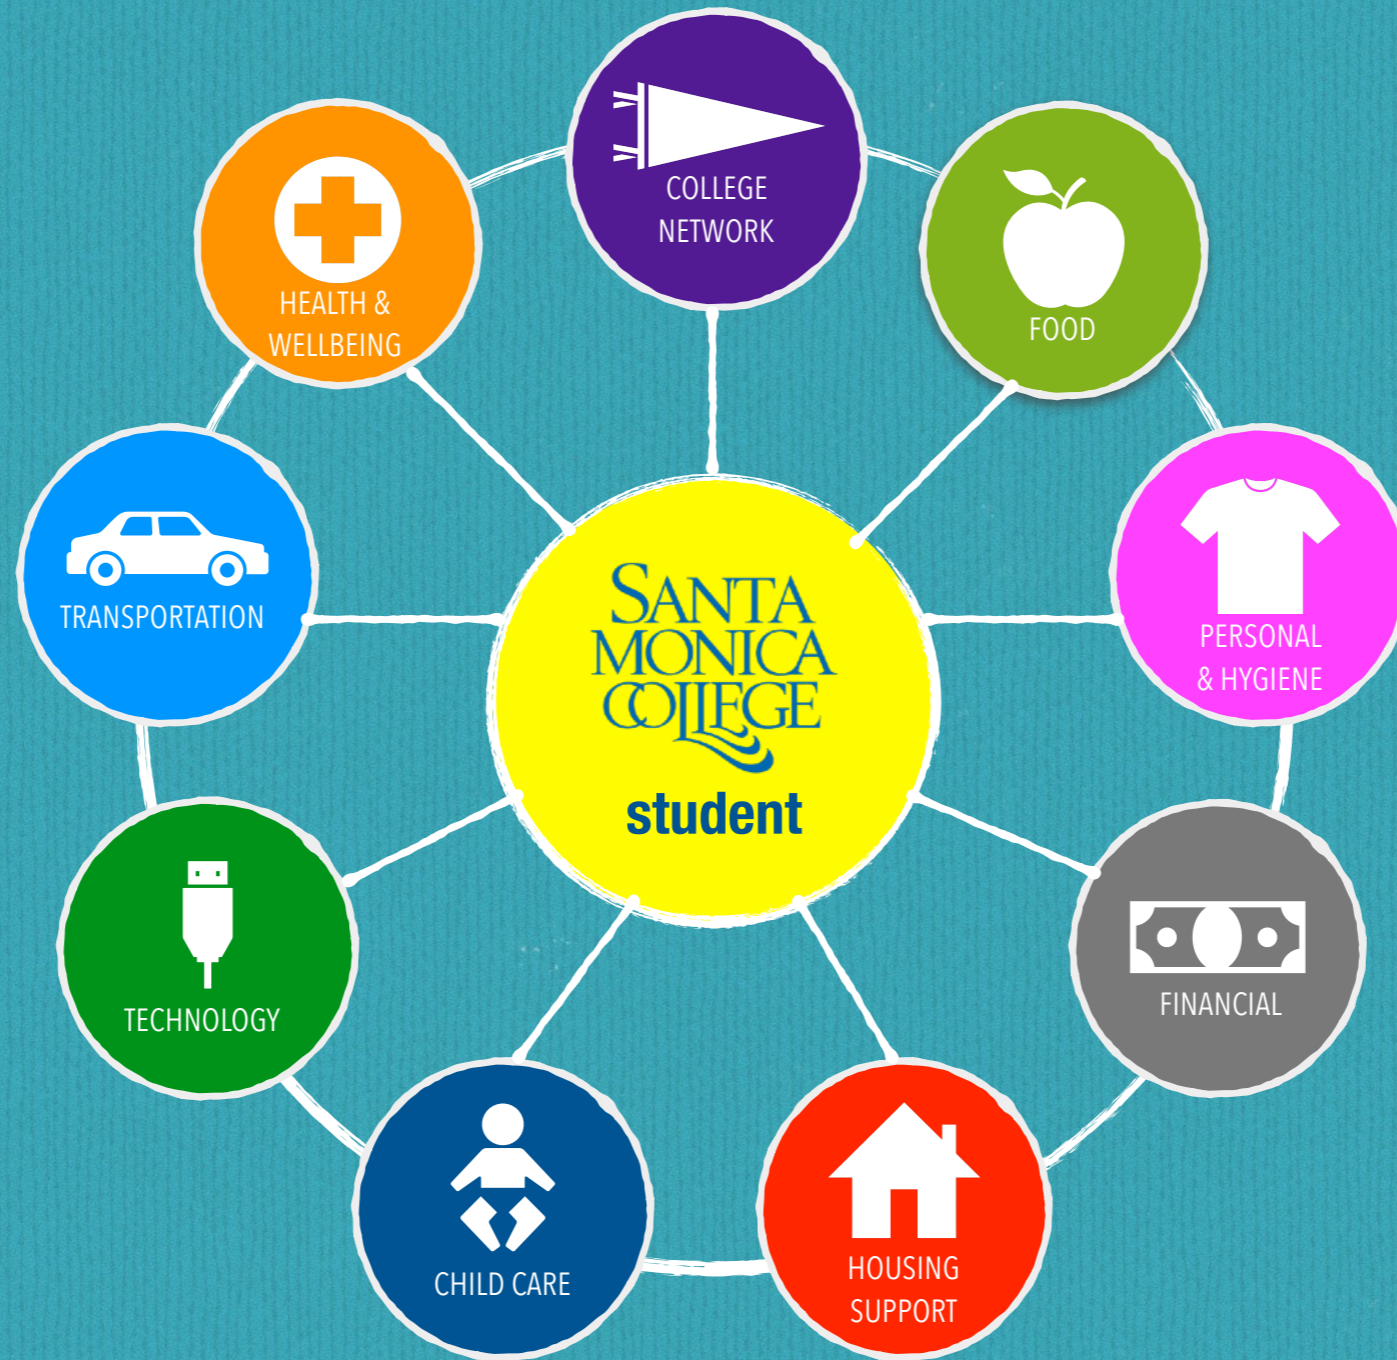 COLLEGE
NETWORK
HEALTH &
WELLBEING
FOOD
TRANSPORTATION
SANTA
MONICA
COLLEGE
student
PERSONAL
& HYGIENE
TECHNOLOGY
FINANCIAL
CHILD CARE
HOUSING
SUPPORT